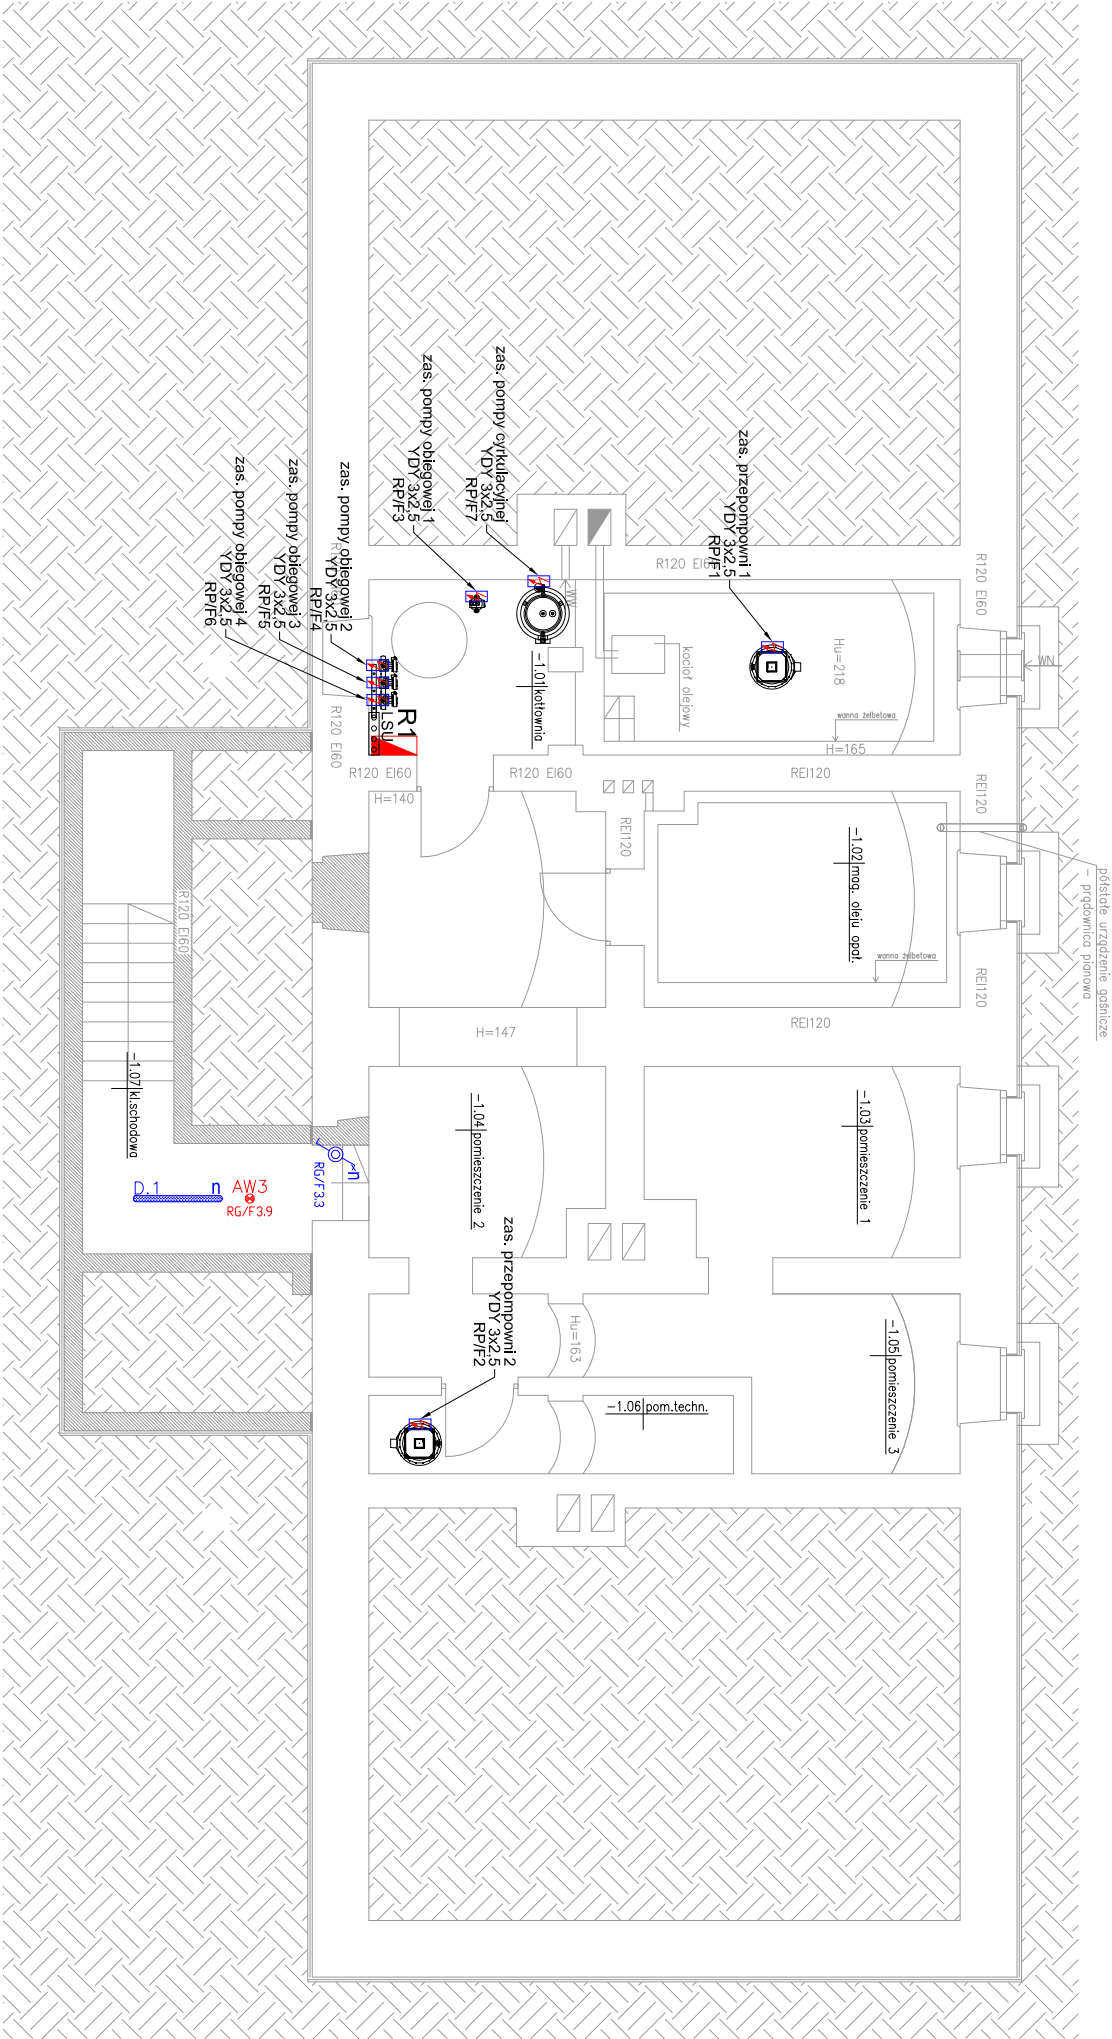 zas. przepompowni 1
YDY 3x2,5
RP/F1
zas. pompy cyrkulacyjnej
YDY 3x2,5
RP/F7
zas. pompy obiegowej 1
YDY 3x2,5
RP/F3
zas. pompy obiegowej 2
YDY 3x2,5
RP/F4
zas. pompy obiegowej 3
YDY 3x2,5
RP/F5
zas. pompy obiegowej 4
YDY 3x2,5
RP/F6
R120 EI60
R120 EI60
WN
WN
Hu=218
kocioł olejowy
wanna żelbetowa
H=165
-1.01 kotłownia
R1
LSU
R120 EI60
R120 EI60
R120 EI60
H=140
REI120
REI120
REI120
-1.02 mag. oleju opał.
wanna żelbetowa
półstałe urządzenie gaśnicze
- prądownica pianowa
REI120
REI120
H=147
R120 EI60
-1.07 kl.schodowa
-1.04 pomieszczenie 2
-1.03 pomieszczenie 1
n
RG/F3.3
D.1 n
AW3
RG/F3.9
zas. przepompowni 2
YDY 3x2,5
RP/F2
Hu=163
-1.05 pomieszczenie 3
-1.06 pom.techn.